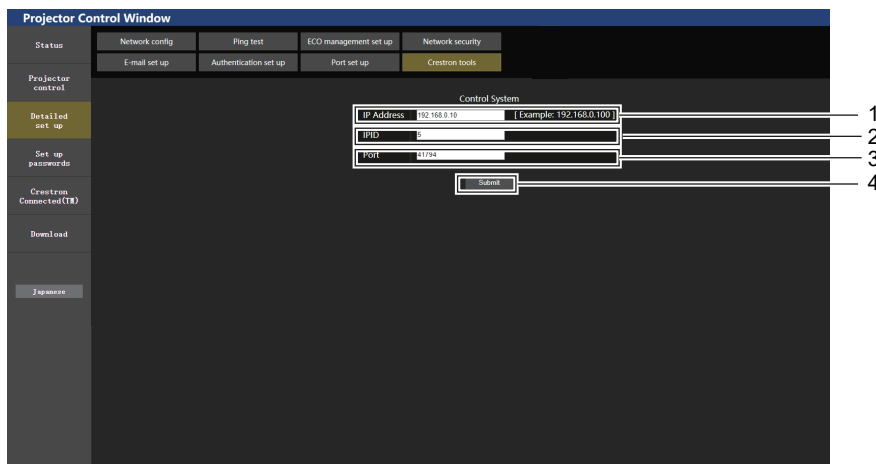 Projector Control Window
Status
Network config
Ping test
ECO management set up
Network security
E-mail set up
Authentication set up
Port set up
Crestron tools
Projector
control
Detailed
set up
Set up
passwords
Crestron
Connected(TM)
Download
Japanese
Control System
IP Address 192.168.0.10 [ Example: 192.168.0.100 ] 1
IPID 5 2
Port 41794 3
Submit 4